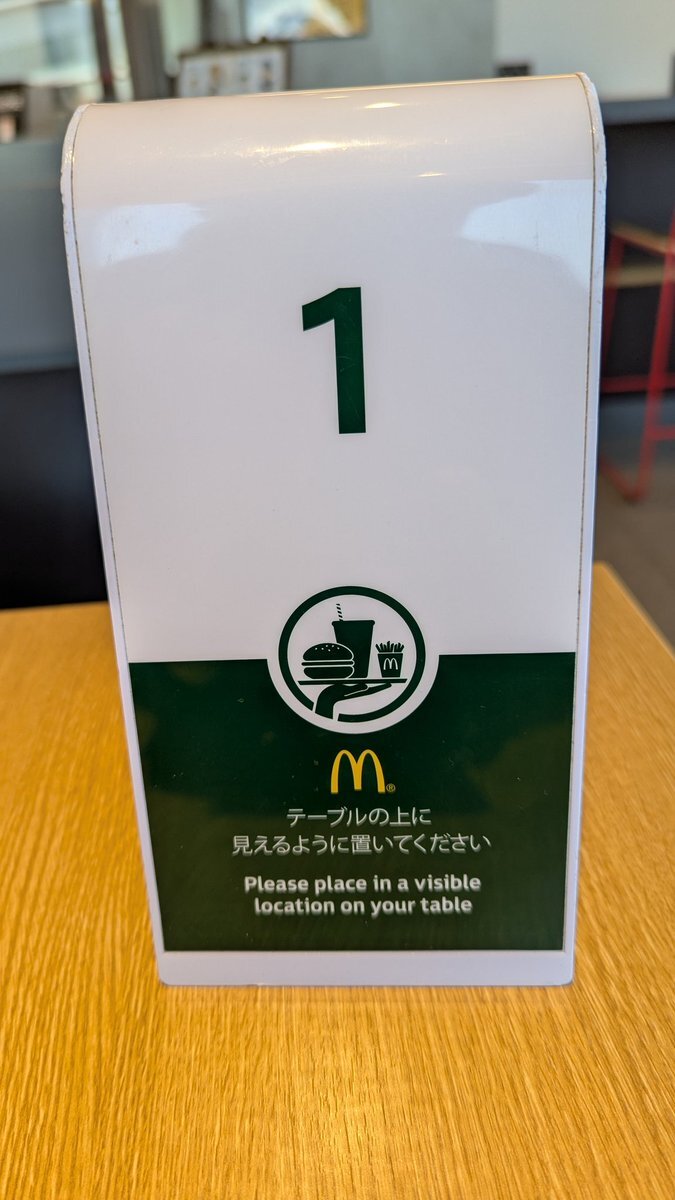 1
テーブルの上に
見えるように置いてください
Please place in a visible
location on your table